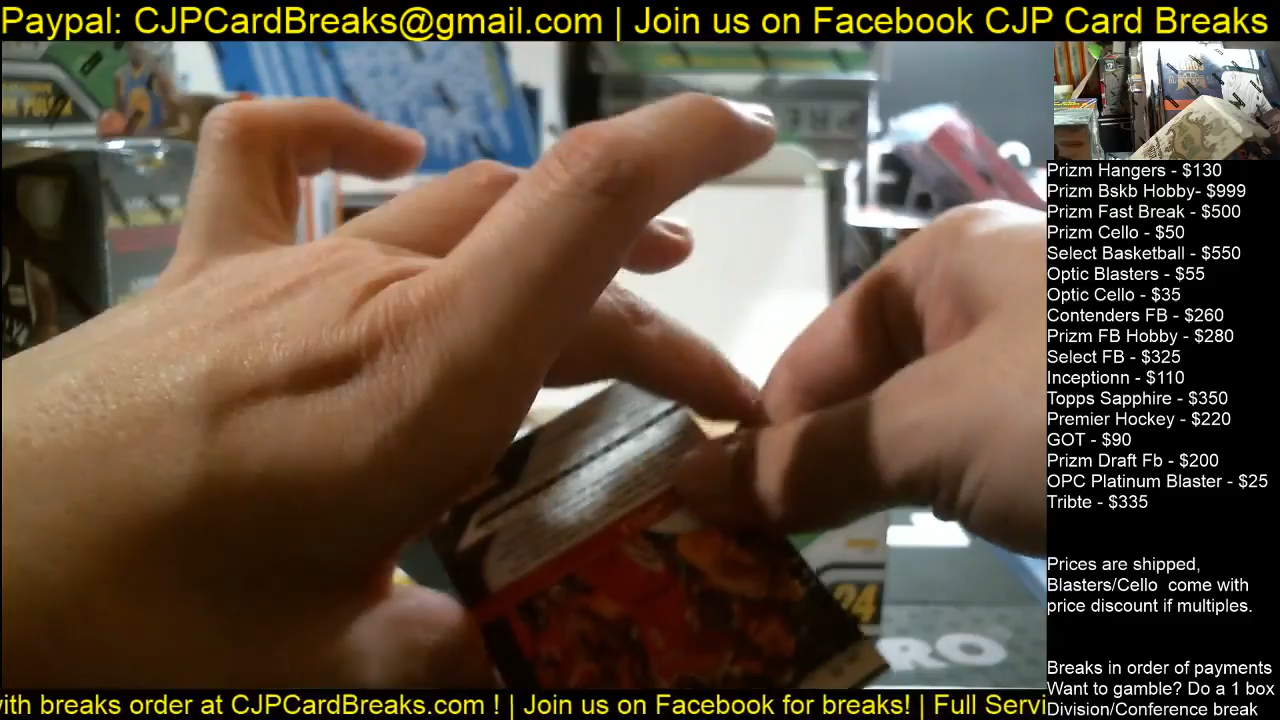 Paypal: CJPCardBreaks@gmail.com | Join us on Facebook CJP Card Breaks
Prizm Hangers - $130
Prizm Bskb Hobby- $999
Prizm Fast Break - $500
Prizm Cello - $50
Select Basketball - $550
Optic Blasters - $55
Optic Cello - $35
Contenders FB - $260
Prizm FB Hobby - $280
Select FB - $325
Inceptionn - $110
Topps Sapphire - $350
Premier Hockey - $220
GOT - $90
Prizm Draft Fb - $200
OPC Platinum Blaster - $25
Tribte - $335
Prices are shipped,
Blasters/Cello come with
price discount if multiples.
Breaks in order of payments
Want to gamble? Do a 1 box
Division/Conference break
24
RO
with breaks order at CJPCardBreaks.com ! | Join us on Facebook for breaks! | Full Servi